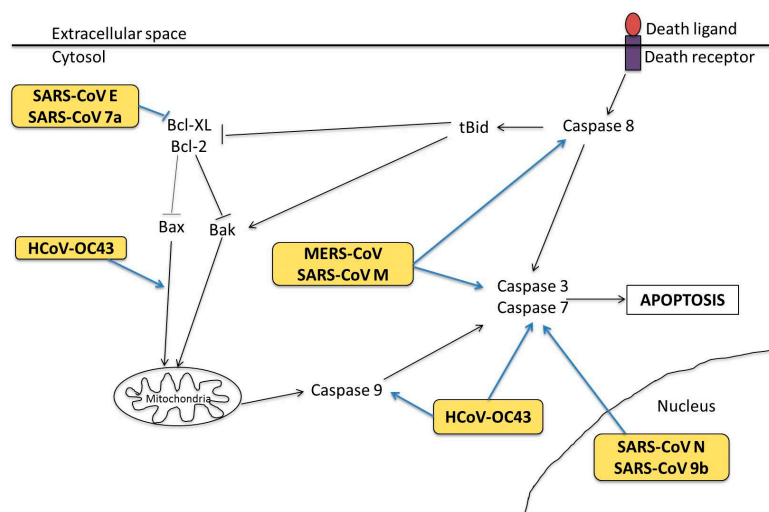 Extracellular space
Death ligand
Cytosol
Death receptor
SARS-CoV E
SARS-CoV 7a
Bcl-XL
Bcl-2
tBid
Caspase 8
Bax
Bak
HCoV-OC43
MERS-CoV
SARS-CoV M
Caspase 3
Caspase 7
APOPTOSIS
Mitochondria
Caspase 9
HCoV-OC43
Nucleus
SARS-CoV N
SARS-CoV 9b